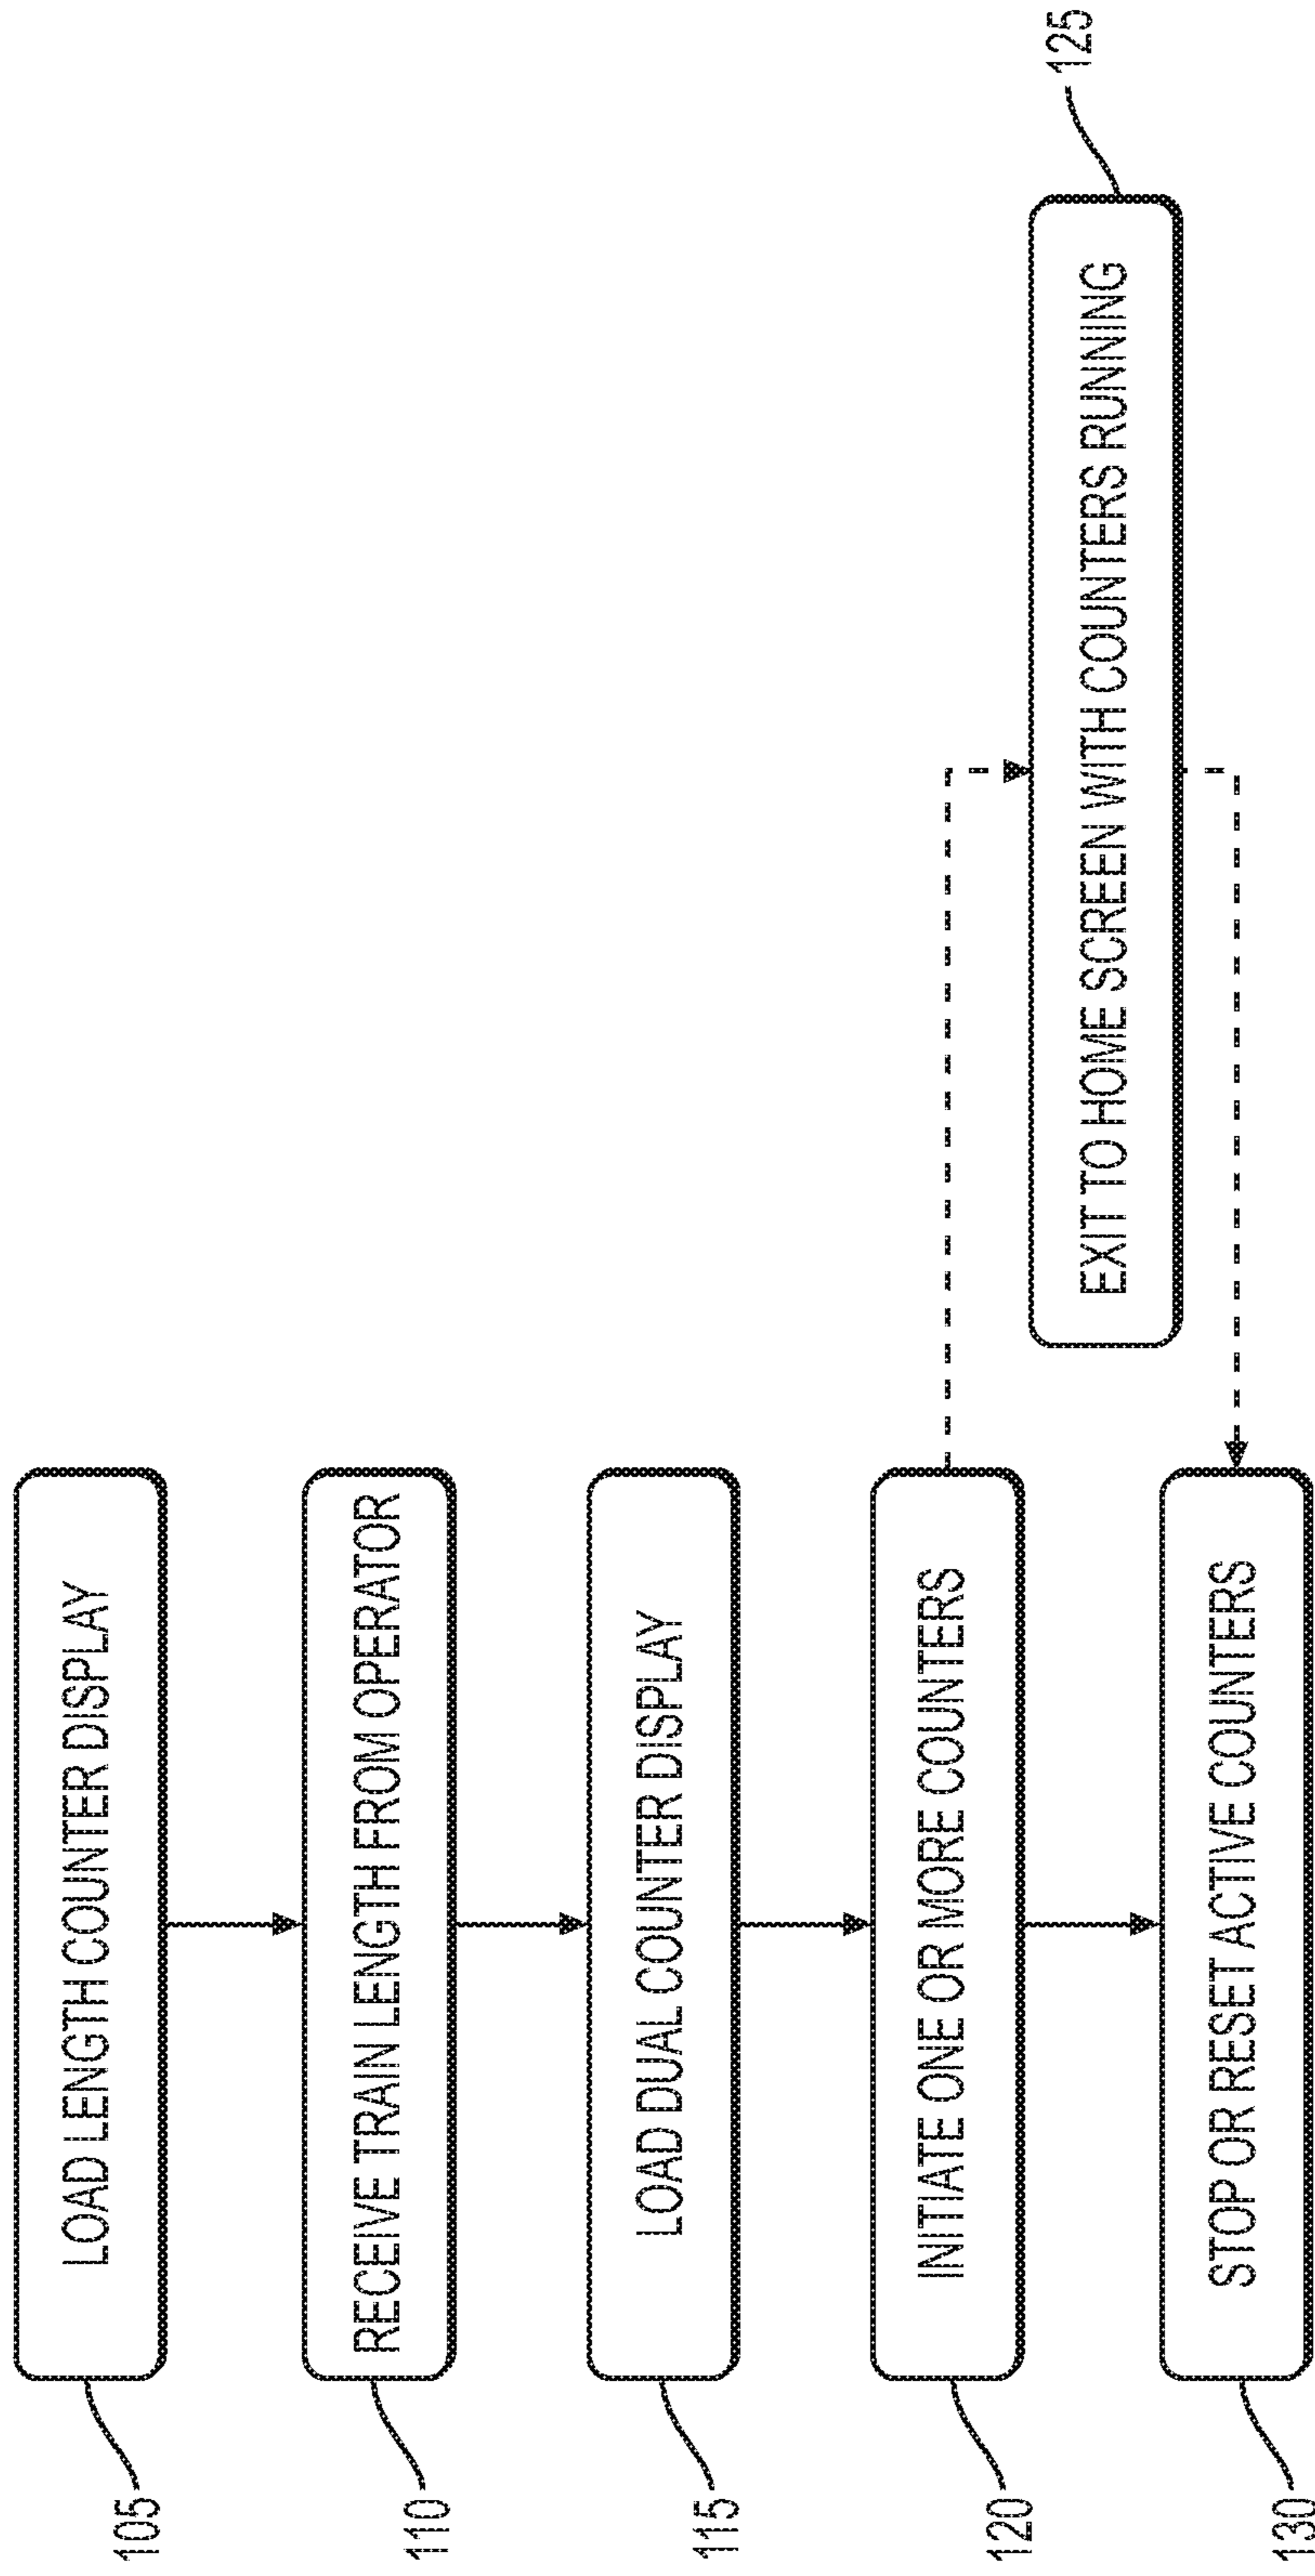 105
LOAD LENGTH COUNTER DISPLAY
110
RECEIVE TRAIN LENGTH FROM OPERATOR
115
LOAD DUAL COUNTER DISPLAY
120
INITIATE ONE OR MORE COUNTERS
125
EXIT TO HOME SCREEN WITH COUNTERS RUNNING
130
STOP OR RESET ACTIVE COUNTERS